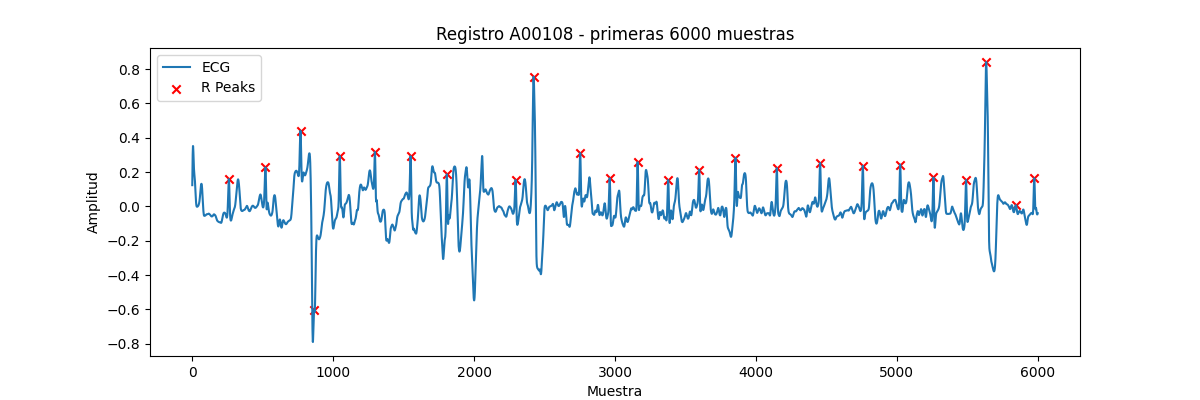 Registro A00108 - primeras 6000 muestras
ECG
R Peaks
Amplitud
0.8
0.6
0.4
0.2
0.0
−0.2
−0.4
−0.6
−0.8
0 1000 2000 3000 4000 5000 6000
Muestra